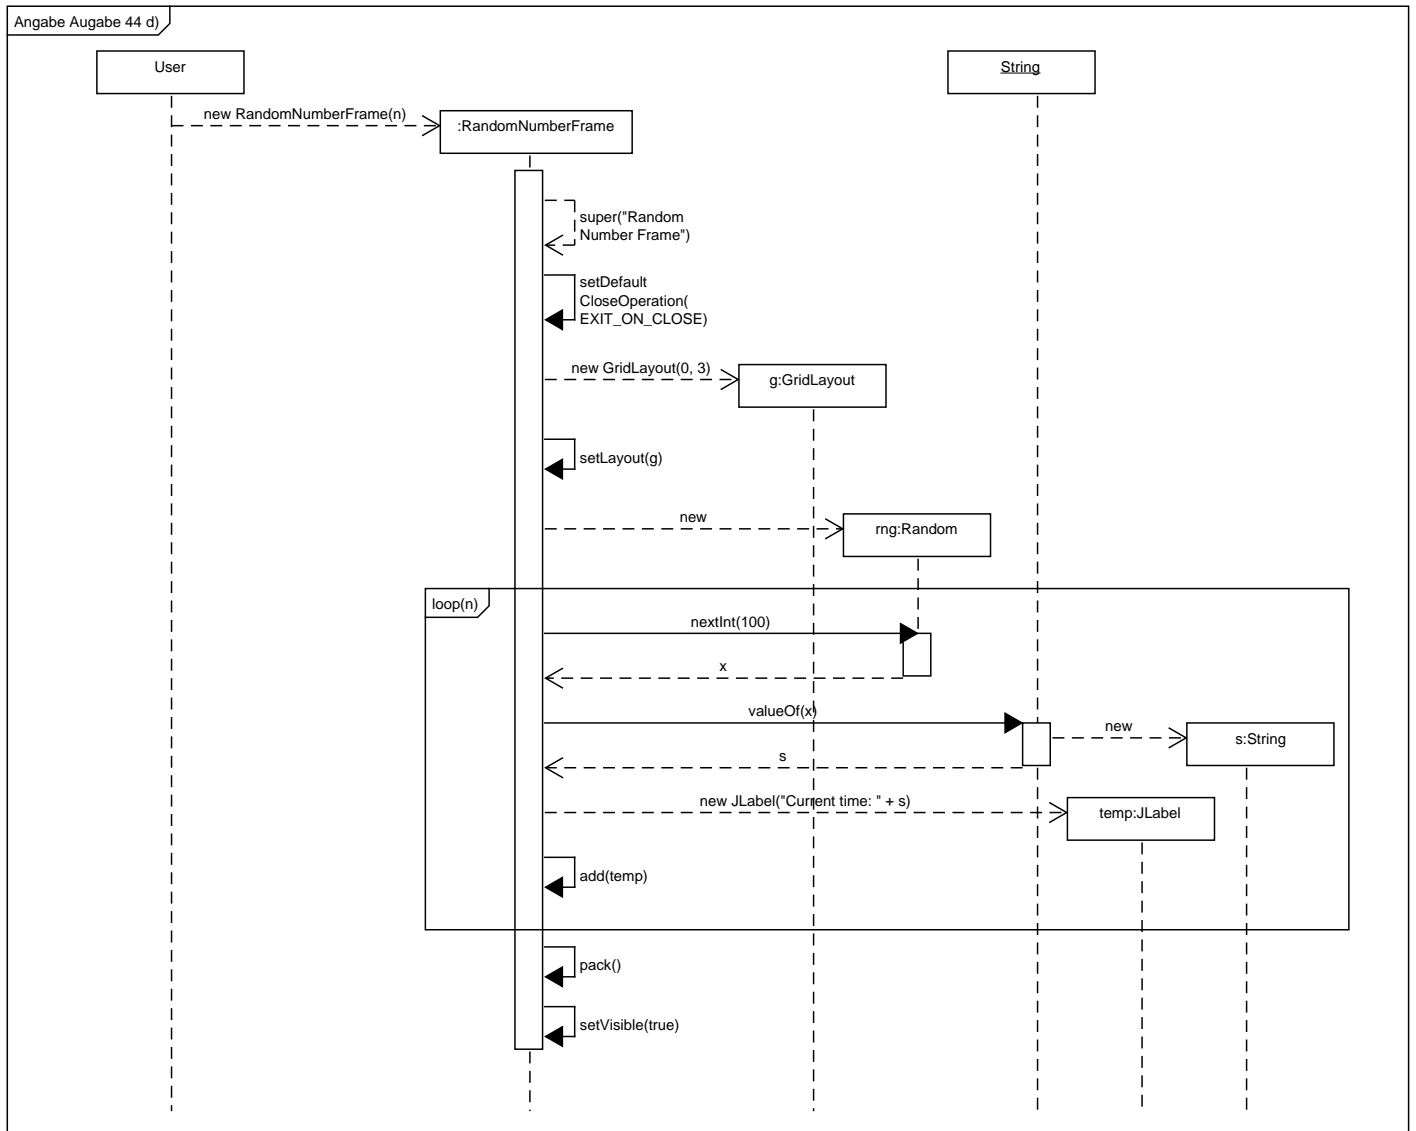 Angabe Augabe 44 d)
User
String
new RandomNumberFrame(n)
:RandomNumberFrame
super("Random
Number Frame")
setDefault
CloseOperation(
EXIT_ON_CLOSE)
new GridLayout(0, 3)
g:GridLayout
setLayout(g)
new
rng:Random
loop(n)
nextInt(100)
x
valueOf(x)
new
s:String
s
new JLabel("Current time: " + s)
temp:JLabel
add(temp)
pack()
setVisible(true)